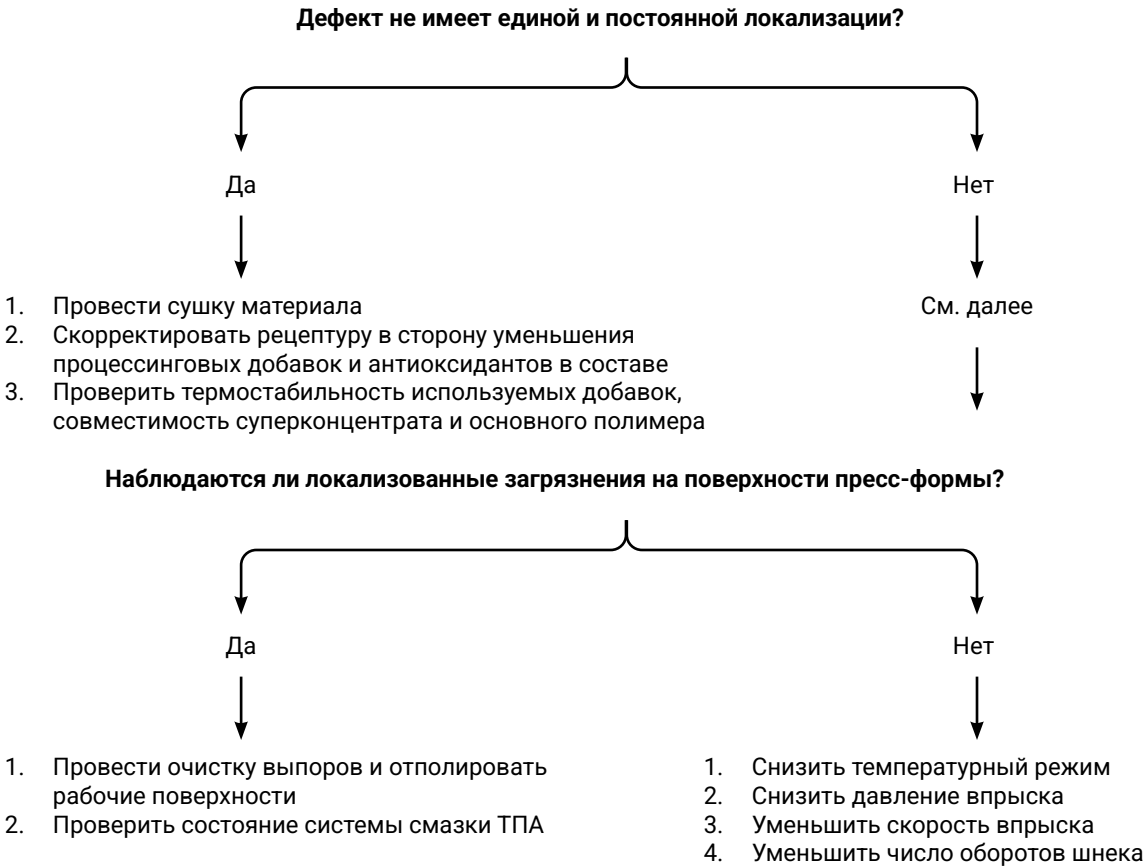 Дефект не имеет единой и постоянной локализации?
Да
Нет
1. Провести сушку материала
2. Скорректировать рецептуру в сторону уменьшения
процессинговых добавок и антиоксидантов в составе
3. Проверить термостабильность используемых добавок,
совместимость суперконцентрата и основного полимера
См. далее
Наблюдаются ли локализованные загрязнения на поверхности пресс-формы?
Да
Нет
1. Провести очистку выпоров и отполировать
рабочие поверхности
2. Проверить состояние системы смазки ТПА
1. Снизить температурный режим
2. Снизить давление впрыска
3. Уменьшить скорость впрыска
4. Уменьшить число оборотов шнека